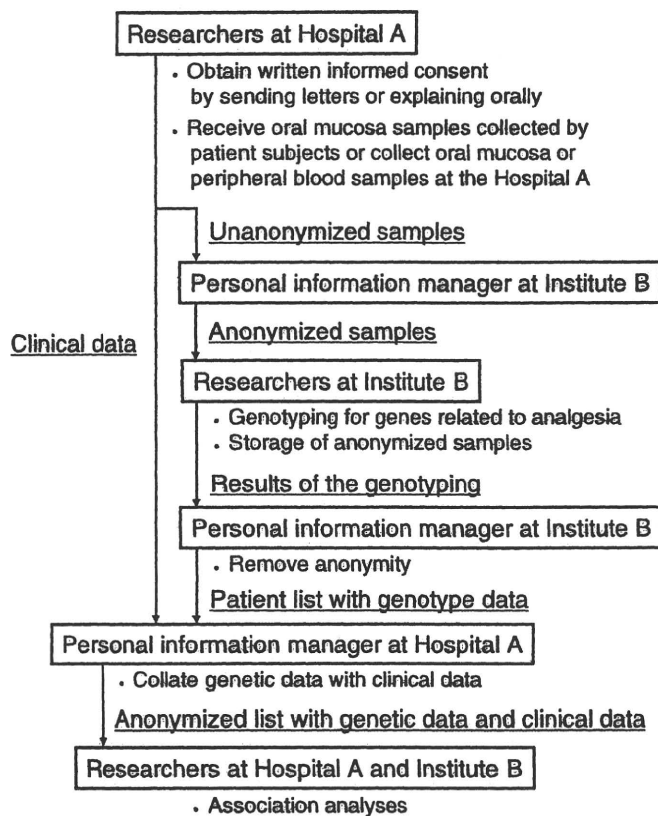 Researchers at Hospital A
• Obtain written informed consent
by sending letters or explaining orally
• Receive oral mucosa samples collected by
patient subjects or collect oral mucosa or
peripheral blood samples at the Hospital A
Unanonymized samples
Personal information manager at Institute B
Clinical data
Anonymized samples
Researchers at Institute B
• Genotyping for genes related to analgesia
• Storage of anonymized samples
Results of the genotyping
Personal information manager at Institute B
• Remove anonymity
Patient list with genotype data
Personal information manager at Hospital A
• Collate genetic data with clinical data
Anonymized list with genetic data and clinical data
Researchers at Hospital A and Institute B
• Association analyses